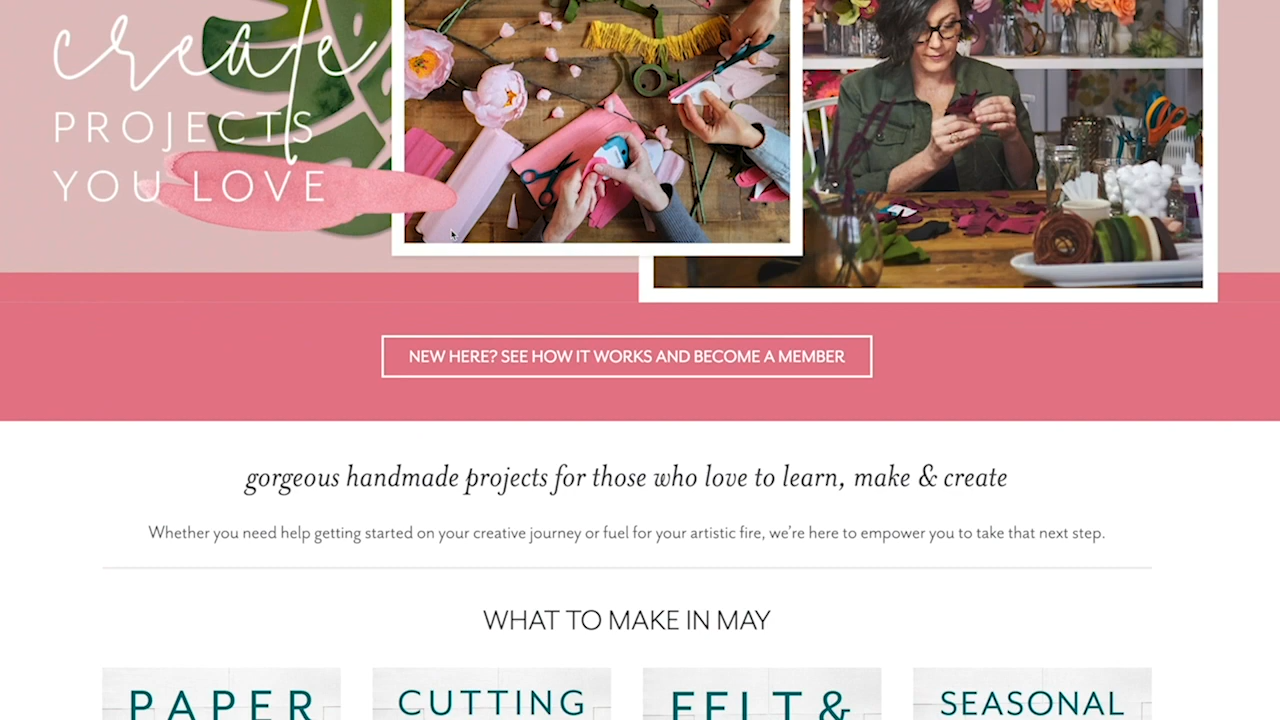 create
PROJECTS
YOU LOVE
NEW HERE? SEE HOW IT WORKS AND BECOME A MEMBER
gorgeous handmade projects for those who love to learn, make & create
Whether you need help getting started on your creative journey or fuel for your artistic fire, we're here to empower you to take that next step.
WHAT TO MAKE IN MAY
PAPER
CUTTING
FELT &
SEASONAL